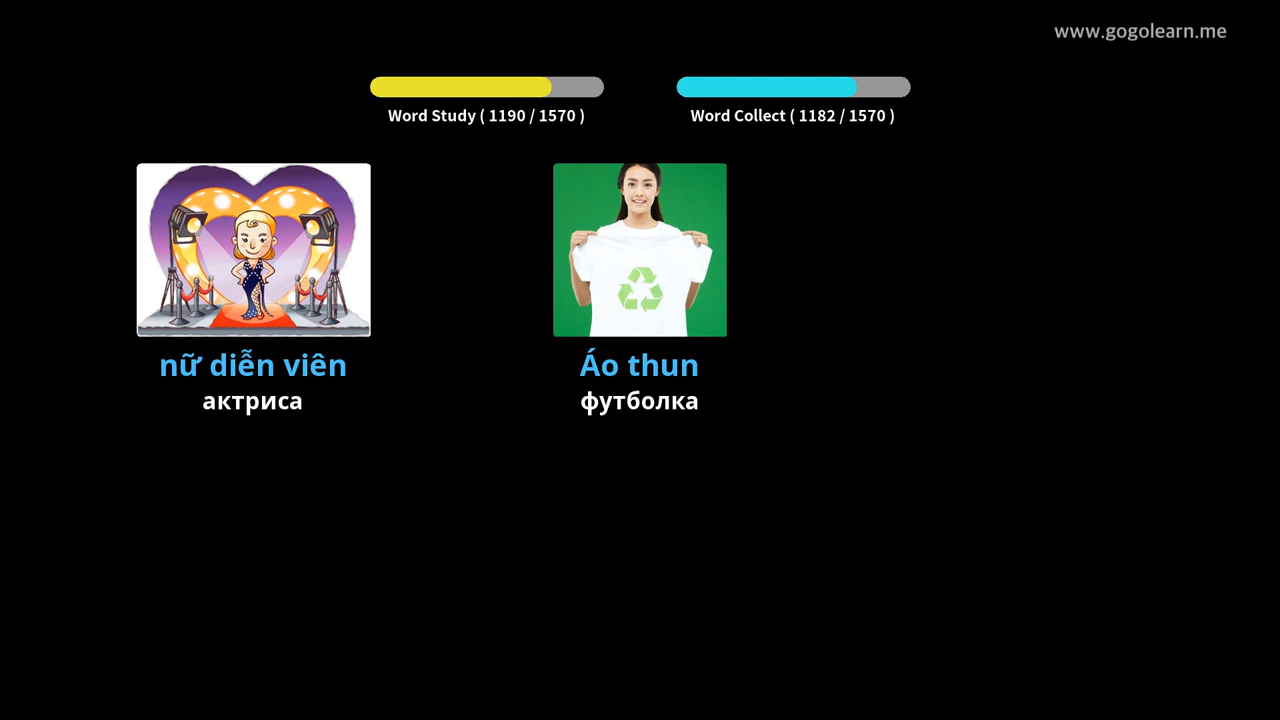 www.gogolearn.me
Word Study ( 1190 / 1570 )
Word Collect ( 1182 / 1570 )
nữ diễn viên
актриса
Áo thun
футболка